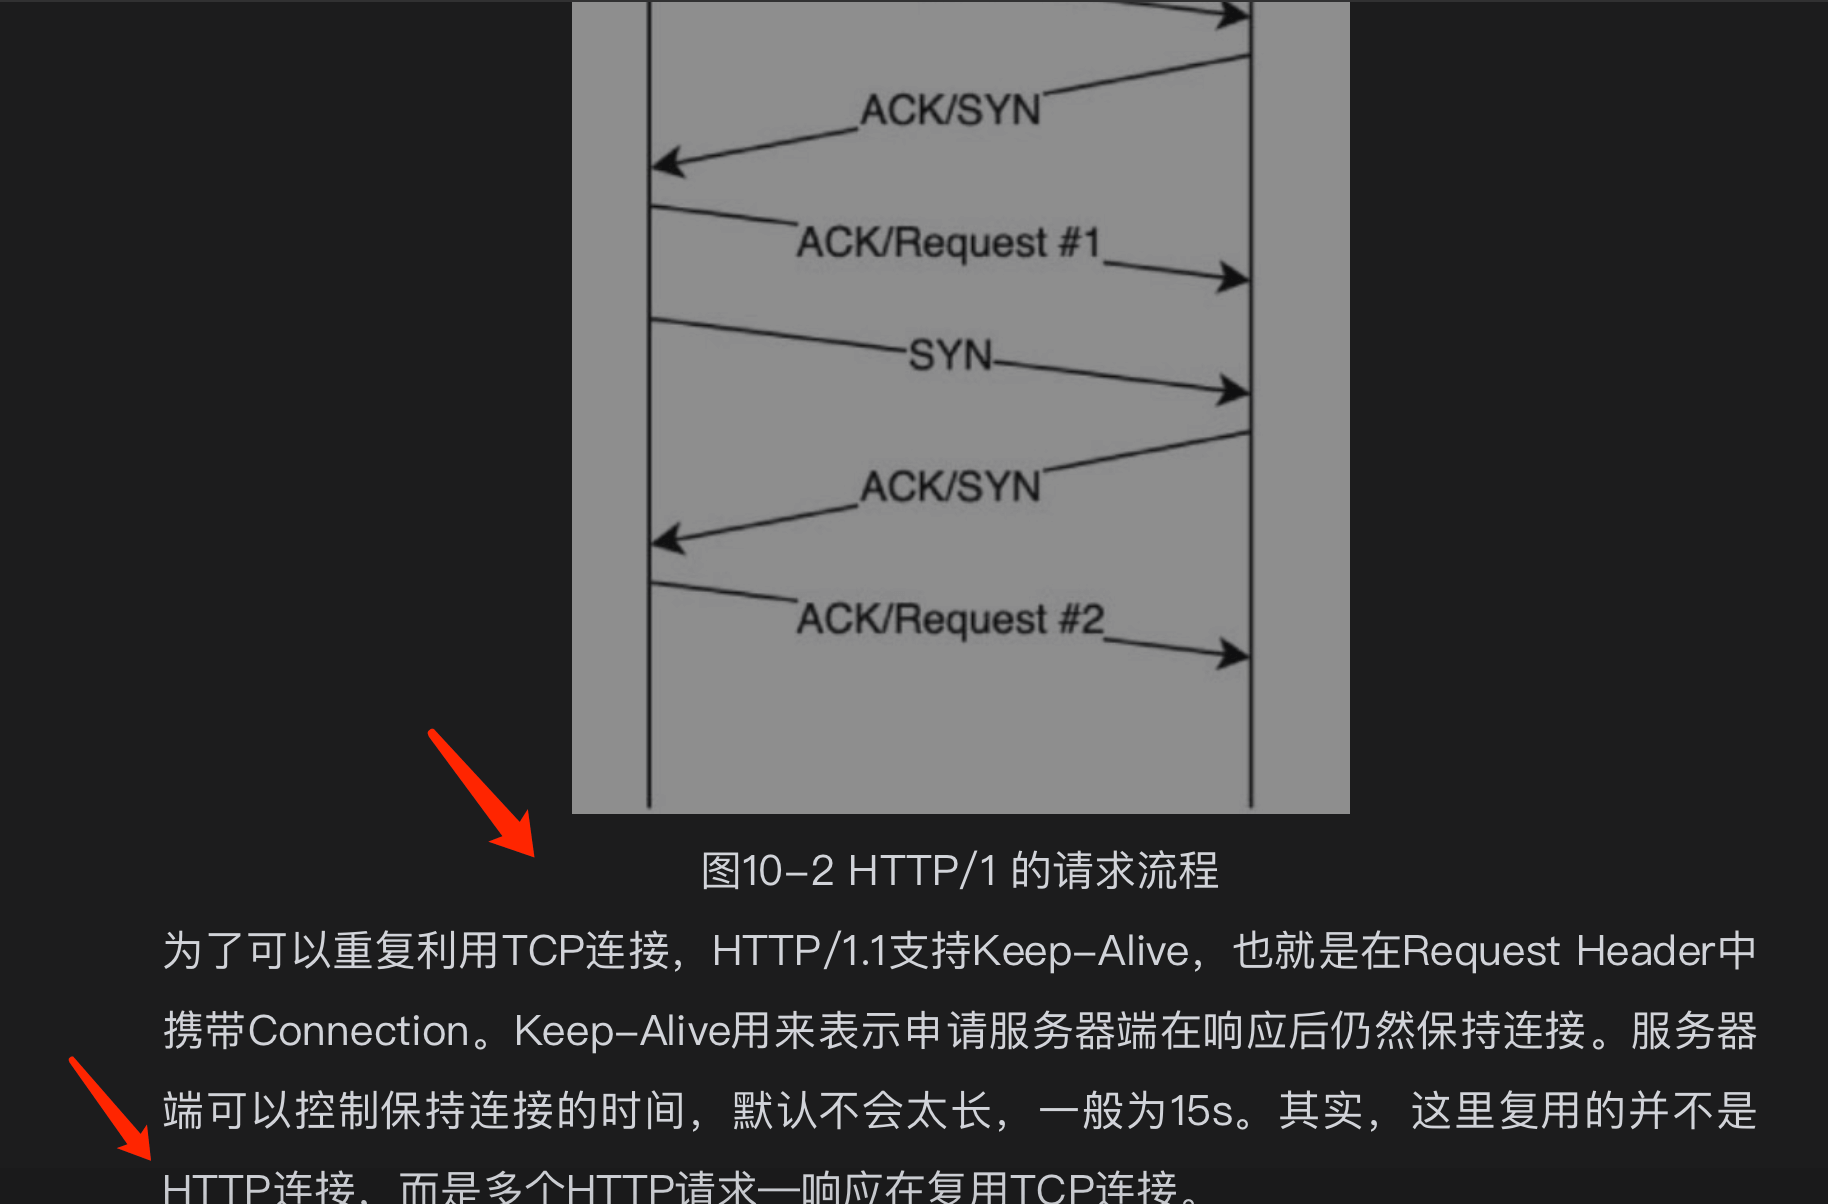 ACK/SYN
ACK/Request #1
SYN
ACK/SYN
ACK/Request #2
图10-2 HTTP/1 的请求流程
为了可以重复利用TCP连接，HTTP/1.1支持Keep-Alive，也就是在Request Header中
携带Connection。Keep-Alive用来表示申请服务器端在响应后仍然保持连接。服务器
端可以控制保持连接的时间，默认不会太长，一般为15s。其实，这里复用的并不是
HTTP连接，而是多个HTTP请求—响应在复用TCP连接。